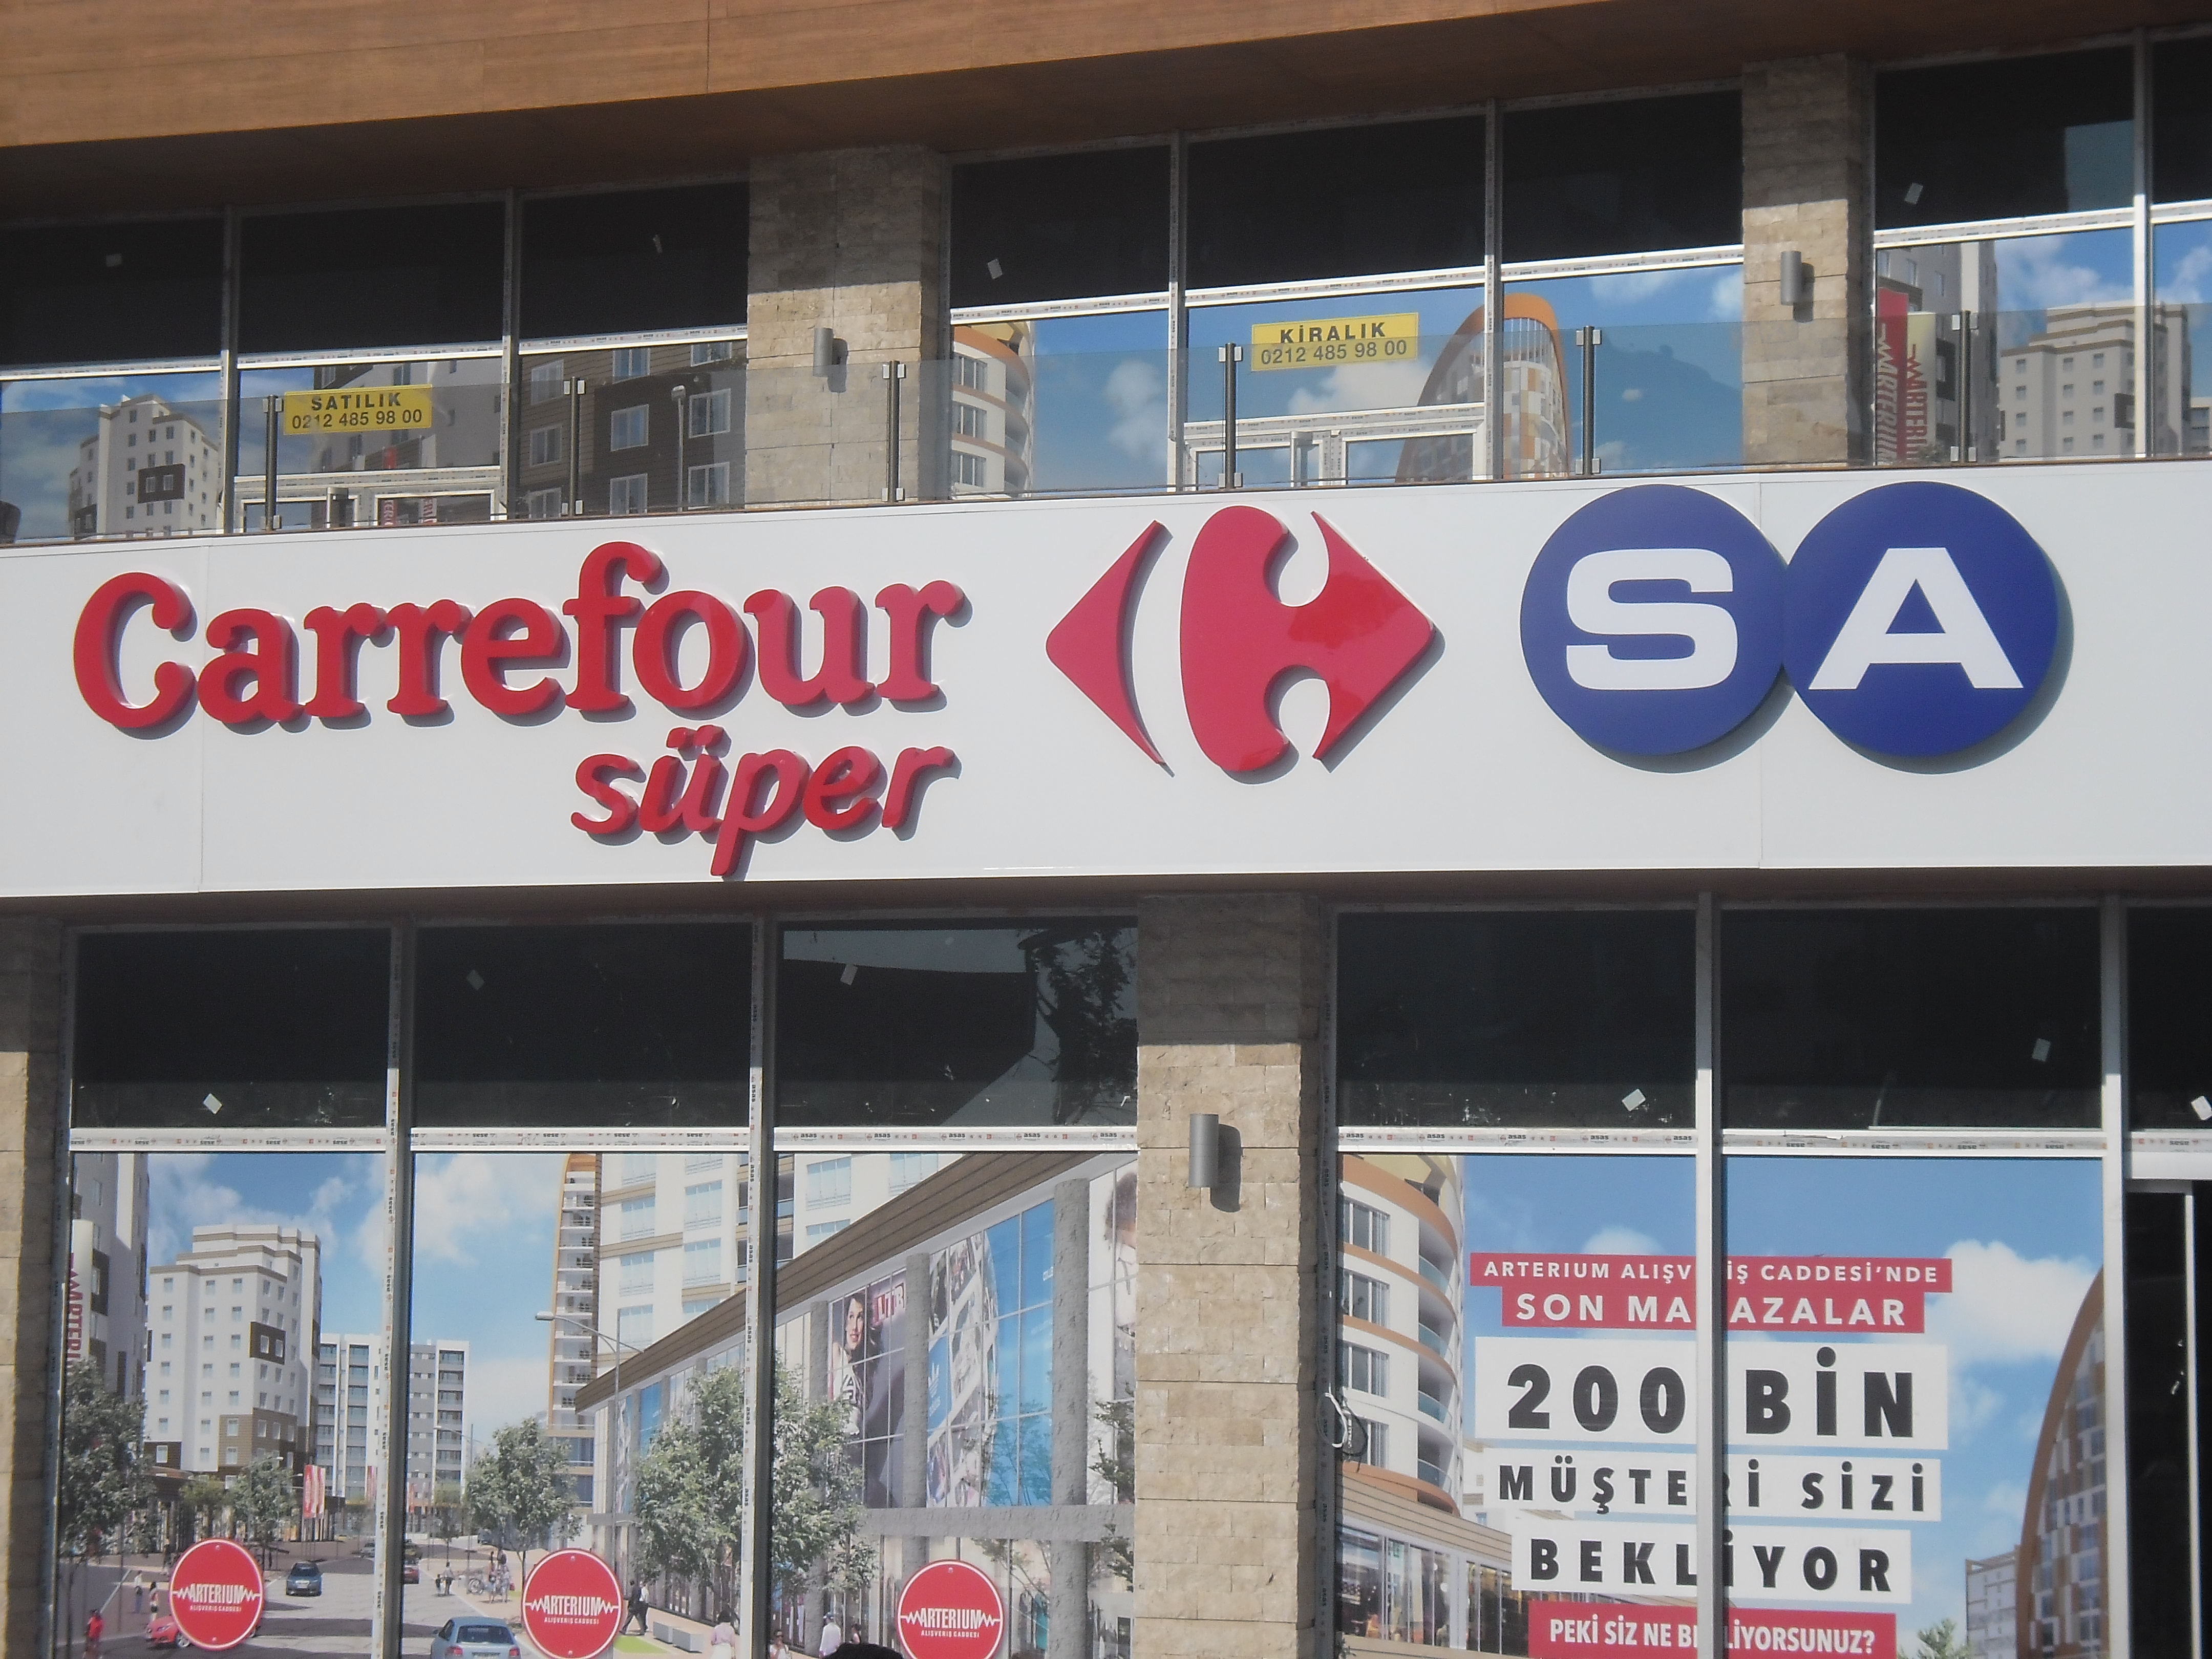 SATILIK
0212 485 98 00
KİRALIK
0212 485 98 00
ARTERIUM
ARTERIUM
Carrefour
süper
SA
ARTERIUM ALIŞVERİŞ CADDESİ'NDE
SON MAĞAZALAR
200 BİN
MÜŞTERİ SİZİ
BEKLİYOR
PEKİ SİZ NE BEKLİYORSUNUZ?
ARTERIUM
ALIŞVERİŞ CADDESİ
ARTERIUM
ALIŞVERİŞ CADDESİ
ARTERIUM
ALIŞVERİŞ CADDESİ